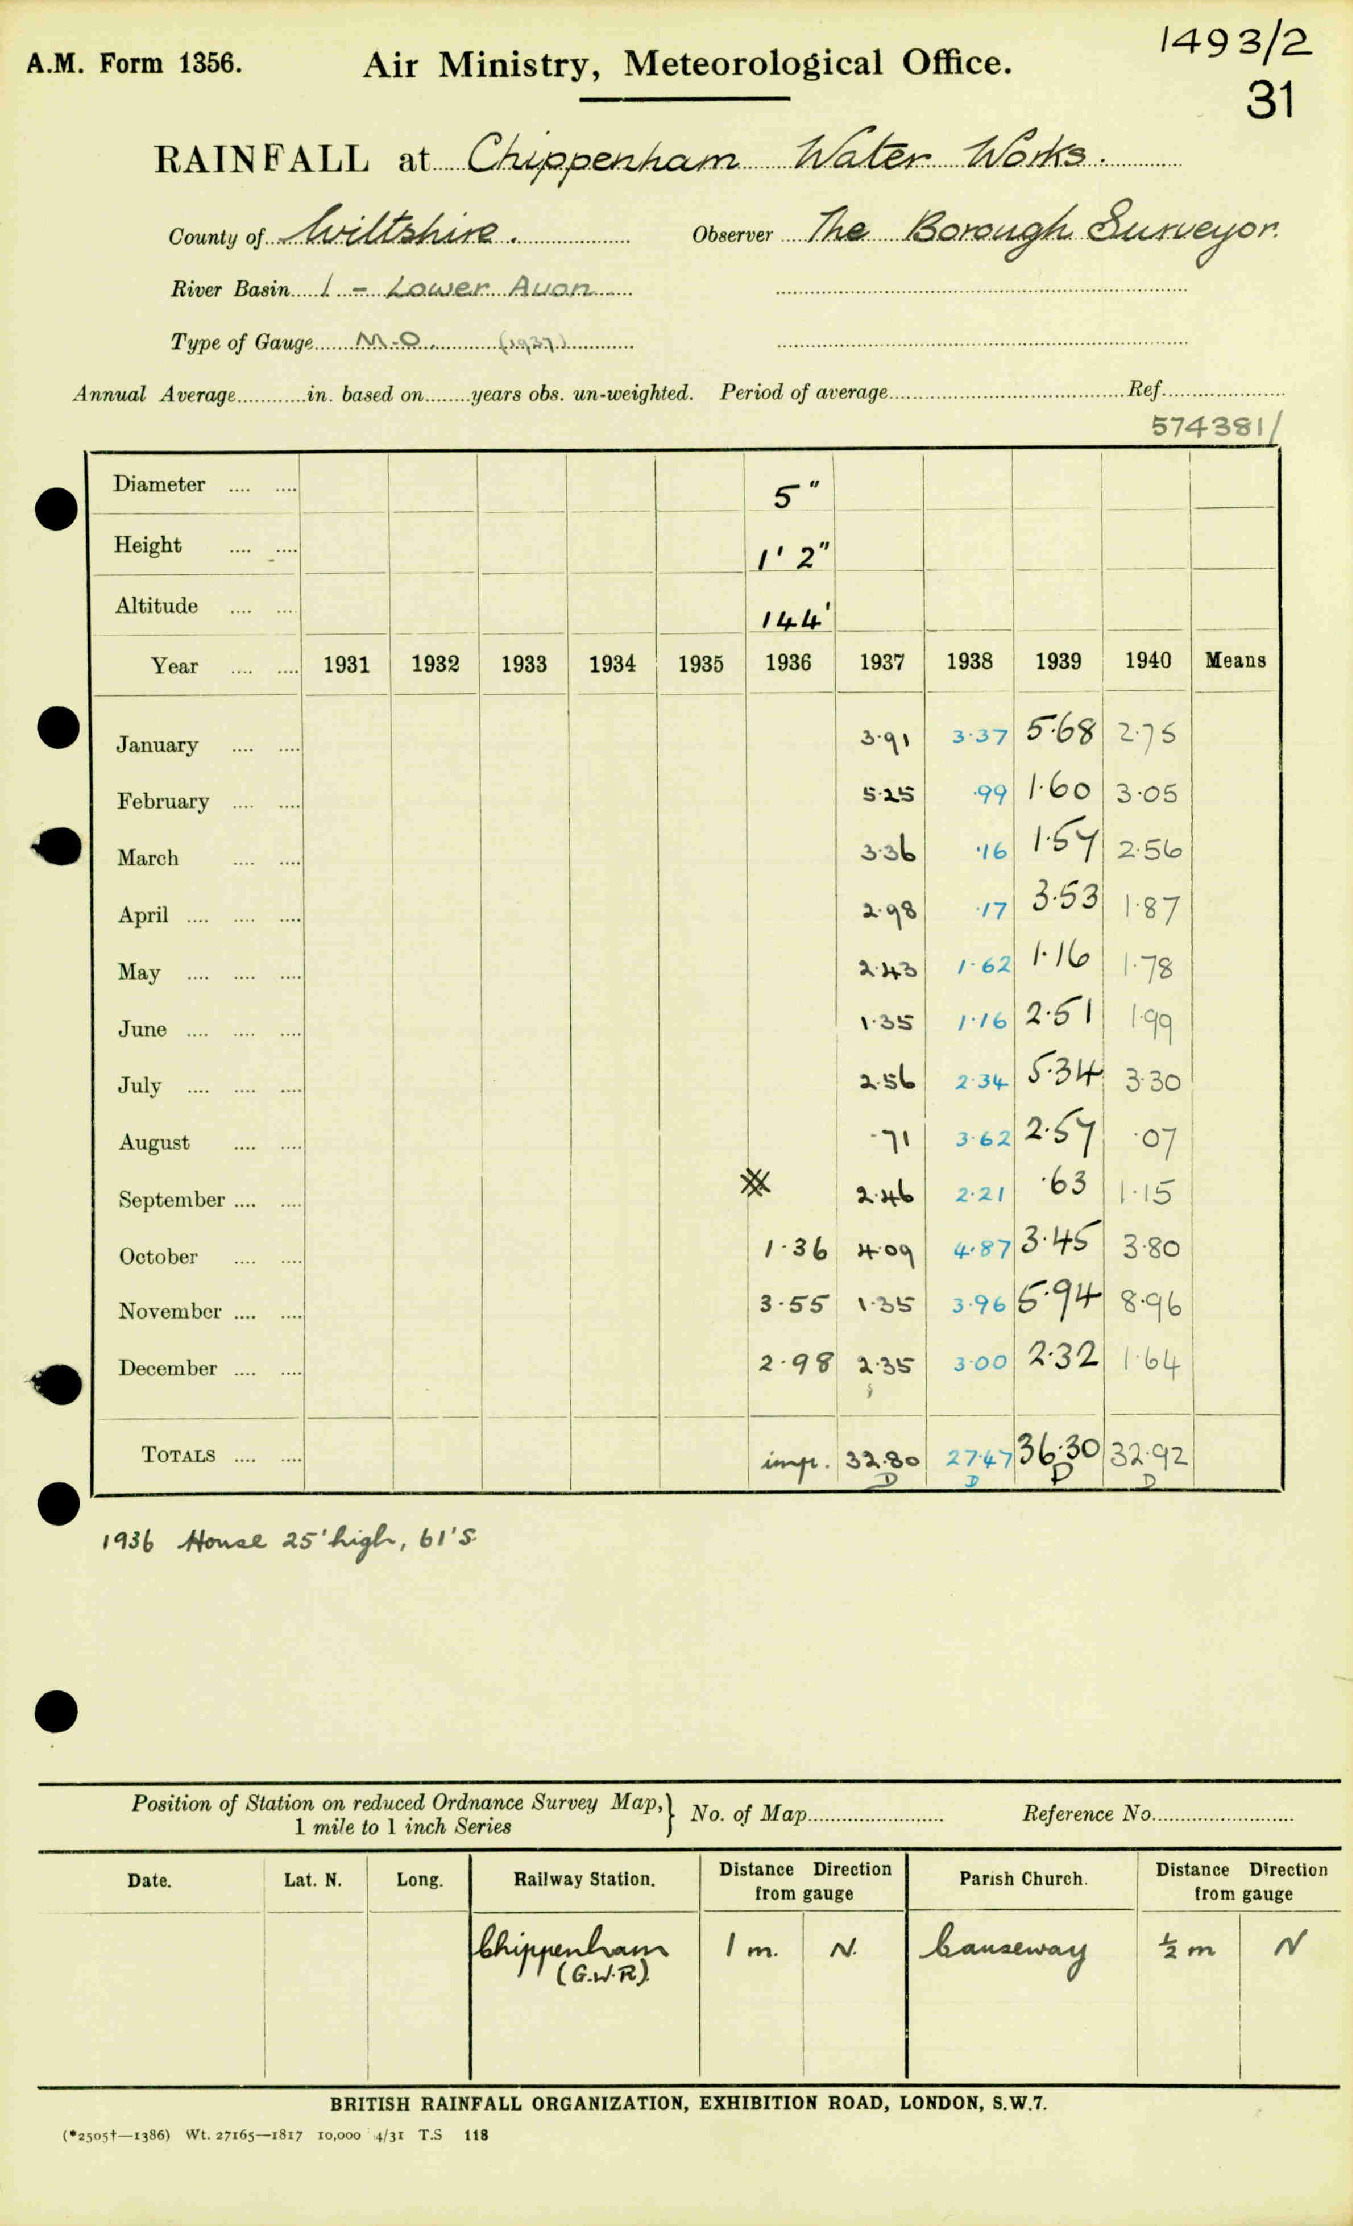 1493/2
A.M. Form 1356. Air Ministry, Meteorological Office.
31
RAINFALL at Chippenham Water Works.
County of Wiltshire. Observer The Borough Surveyor.
River Basin 1 - Lower Avon
Type of Gauge M.O. (1937)
Annual Average............in. based on........years obs. un-weighted. Period of average............ Ref............
574381/
Diameter .... .... 5"
Height .... .... 1' 2"
Altitude .... .... 144'
Year .... .... 1931 1932 1933 1934 1935 1936 1937 1938 1939 1940 Means
January .... .... 3.91 3.37 5.68 2.75
February .... .... 5.25 .99 1.60 3.05
March .... .... 3.36 .16 1.57 2.56
April .... .... .... 2.98 .17 3.53 1.87
May .... .... .... 2.43 1.62 1.16 1.78
June .... .... .... 1.35 1.16 2.51 1.99
July .... .... .... 2.56 2.34 5.34 3.30
August .... .... .71 3.62 2.57 .07
September .... .... 2.46 2.21 .63 1.15
October .... .... 1.36 4.09 4.87 3.45 3.80
November .... .... 3.55 1.35 3.96 5.94 8.96
December .... .... 2.98 2.35 3.00 2.32 1.64
TOTALS .... .... imp. 32.80 27.47 36.30 32.92
D D D D
1936 House 25' high, 61' S
Position of Station on reduced Ordnance Survey Map, } No. of Map............ Reference No............
1 mile to 1 inch Series
Date. Lat. N. Long. Railway Station. Distance Direction from gauge Parish Church. Distance Direction from gauge
Chippenham 1 m. N. Causeway ½ m N
(G.W.R)
BRITISH RAINFALL ORGANIZATION, EXHIBITION ROAD, LONDON, S.W.7.
(*2505†—1386) Wt. 27165—1817 10,000 4/31 T.S 118